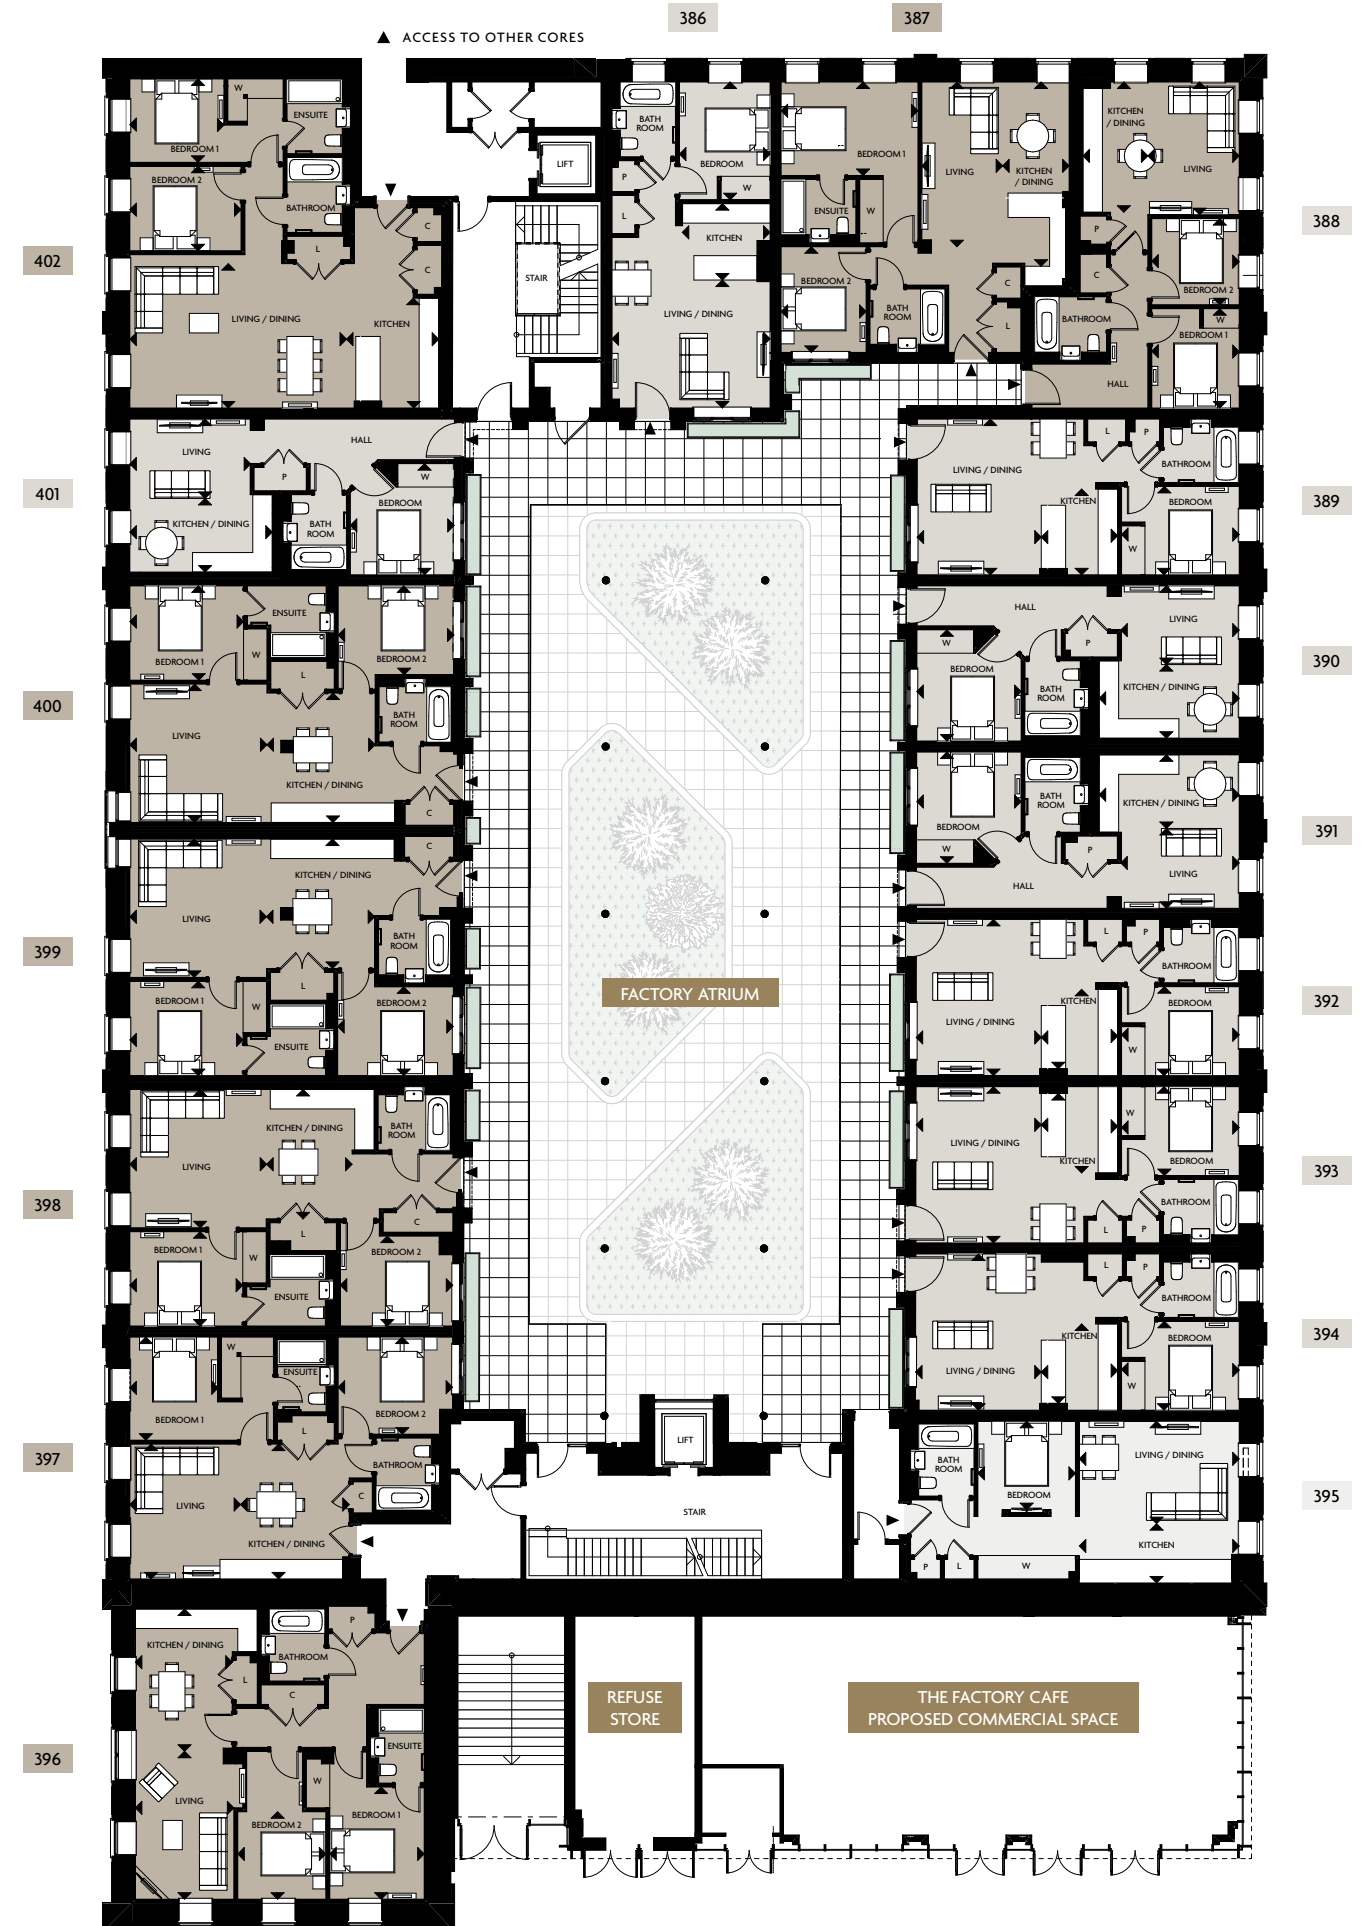 386
387
ACCESS TO OTHER CORES
402
BEDROOM 1
W
ENSUITE
BEDROOM 2
BATHROOM
L
C
C
LIVING / DINING
KITCHEN
LIFT
STAIR
BATH
ROOM
BEDROOM
P
W
L
KITCHEN
LIVING / DINING
BEDROOM 1
ENSUITE
W
BEDROOM 2
BATH
ROOM
LIVING
KITCHEN
/ DINING
C
L
388
KITCHEN
/ DINING
LIVING
P
C
BEDROOM 2
BATHROOM
W
BEDROOM 1
HALL
401
LIVING
HALL
P
W
BEDROOM
KITCHEN / DINING
BATH
ROOM
389
LIVING / DINING
L
P
BATHROOM
KITCHEN
BEDROOM
W
400
BEDROOM 1
ENSUITE
W
BEDROOM 2
L
BATH
ROOM
LIVING
KITCHEN / DINING
C
390
HALL
LIVING
W
P
BEDROOM
BATH
ROOM
KITCHEN / DINING
391
BATH
ROOM
KITCHEN / DINING
BEDROOM
W
P
LIVING
HALL
399
C
KITCHEN / DINING
LIVING
BATH
ROOM
L
BEDROOM 1
W
BEDROOM 2
ENSUITE
FACTORY ATRIUM
392
L
P
BATHROOM
KITCHEN
BEDROOM
LIVING / DINING
W
398
KITCHEN / DINING
BATH
ROOM
LIVING
C
L
BEDROOM 1
W
BEDROOM 2
ENSUITE
393
W
LIVING / DINING
KITCHEN
BEDROOM
BATHROOM
L
P
394
L
P
BATHROOM
KITCHEN
BEDROOM
LIVING / DINING
W
397
W
ENSUITE
BEDROOM 1
BEDROOM 2
L
BATHROOM
C
LIVING
KITCHEN / DINING
LIFT
STAIR
395
BATH
ROOM
LIVING / DINING
BEDROOM
KITCHEN
P
L
W
396
KITCHEN / DINING
P
BATHROOM
L
C
ENSUITE
W
LIVING
BEDROOM 2
BEDROOM 1
REFUSE
STORE
THE FACTORY CAFE
PROPOSED COMMERCIAL SPACE